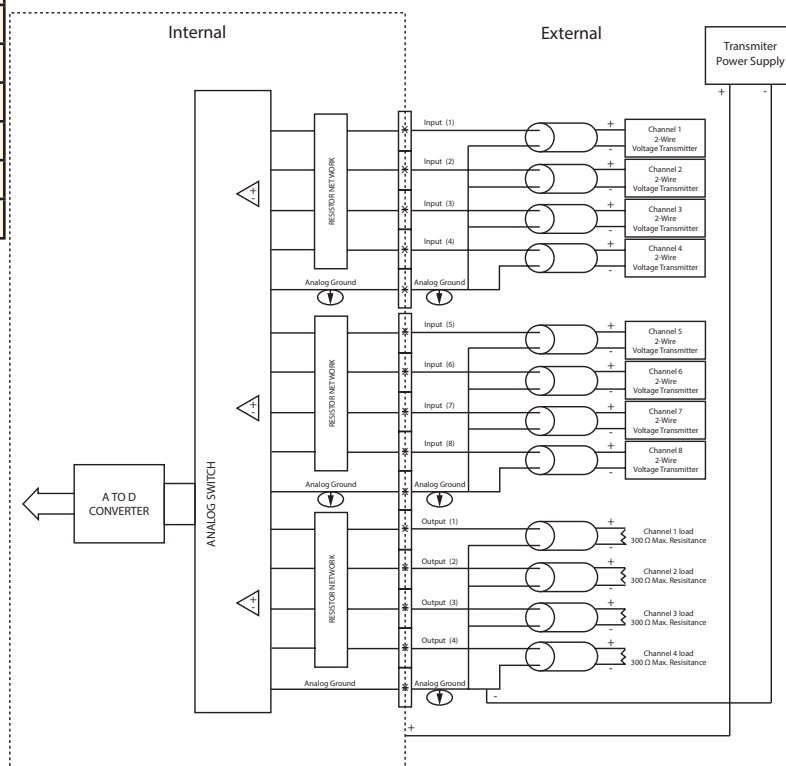 Internal
External
Transmiter
Power Supply
+ -
Input (1)
+
-
Channel 1
2-Wire
Voltage Transmitter
Input (2)
+
-
Channel 2
2-Wire
Voltage Transmitter
+
-
RESISTOR NETWORK
Input (3)
+
-
Channel 3
2-Wire
Voltage Transmitter
Input (4)
+
-
Channel 4
2-Wire
Voltage Transmitter
Analog Ground
Analog Ground
Input (5)
+
-
Channel 5
2-Wire
Voltage Transmitter
Input (6)
+
-
Channel 6
2-Wire
Voltage Transmitter
+
-
RESISTOR NETWORK
Input (7)
+
-
Channel 7
2-Wire
Voltage Transmitter
Input (8)
+
-
Channel 8
2-Wire
Voltage Transmitter
A TO D
CONVERTER
ANALOG SWITCH
Analog Ground
Analog Ground
Output (1)
+
-
Channel 1 load
300 Ω Max. Resisitance
Output (2)
+
-
Channel 2 load
300 Ω Max. Resisitance
+
-
RESISTOR NETWORK
Output (3)
+
-
Channel 3 load
300 Ω Max. Resisitance
Output (4)
+
-
Channel 4 load
300 Ω Max. Resisitance
Analog Ground
Analog Ground
-
+